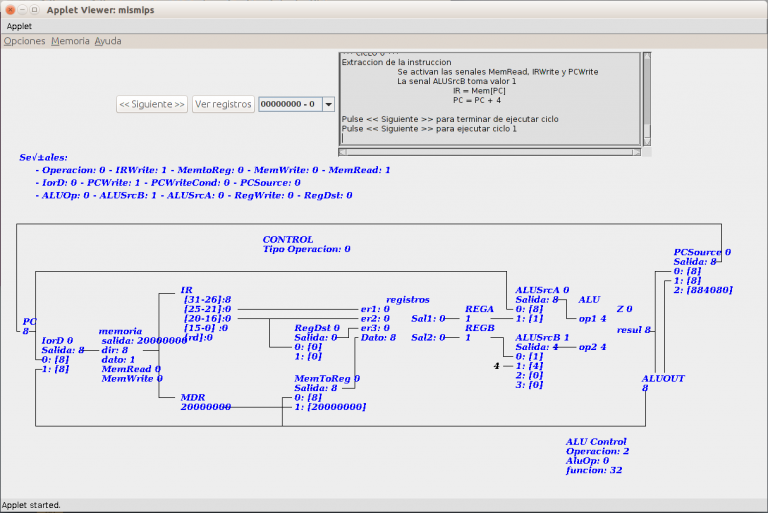 Applet Viewer: mismips
Applet
Opciones Memoria Ayuda
<< Siguiente >>
Ver registros
00000000 - 0
Extraccion de la instruccion
Se activan las senales MemRead, IRWrite y PCWrite
La senal ALUSrcB toma valor 1
IR = Mem[PC]
PC = PC + 4
Pulse << Siguiente >> para terminar de ejecutar ciclo
Pulse << Siguiente >> para ejecutar ciclo 1
Se√±ales:
- Operacion: 0 - IRWrite: 1 - MemtoReg: 0 - MemWrite: 0 - MemRead: 1
- IorD: 0 - PCWrite: 1 - PCWriteCond: 0 - PCSource: 0
- ALUOp: 0 - ALUSrcB: 1 - ALUSrcA: 0 - RegWrite: 0 - RegDst: 0
CONTROL
Tipo Operacion: 0
PCSource 0
Salida: 8
0: [8]
1: [8]
2: [884080]
PC
8
IorD 0
Salida: 8
0: [8]
1: [8]
memoria
salida: 20000000
dir: 8
dato: 1
MemRead 0
MemWrite 0
IR
[31-26]:8
[25-21]:0
[20-16]:0
[15-0] :0
[rd]:0
MDR
20000000
RegDst 0
Salida: 0
0: [0]
1: [0]
MemToReg 0
Salida: 8
0: [8]
1: [20000000]
registros
er1: 0
er2: 0
er3: 0
Dato: 8
Sal1: 0
Sal2: 0
REGA
1
REGB
1
ALUSrcA 0
Salida: 8
0: [8]
1: [1]
ALUSrcB 1
Salida: 4
0: [1]
4
1: [4]
2: [0]
3: [0]
ALU
op1 4
op2 4
Z 0
resul 8
ALUOUT
8
ALU Control
Operacion: 2
AluOp: 0
funcion: 32
Applet started.